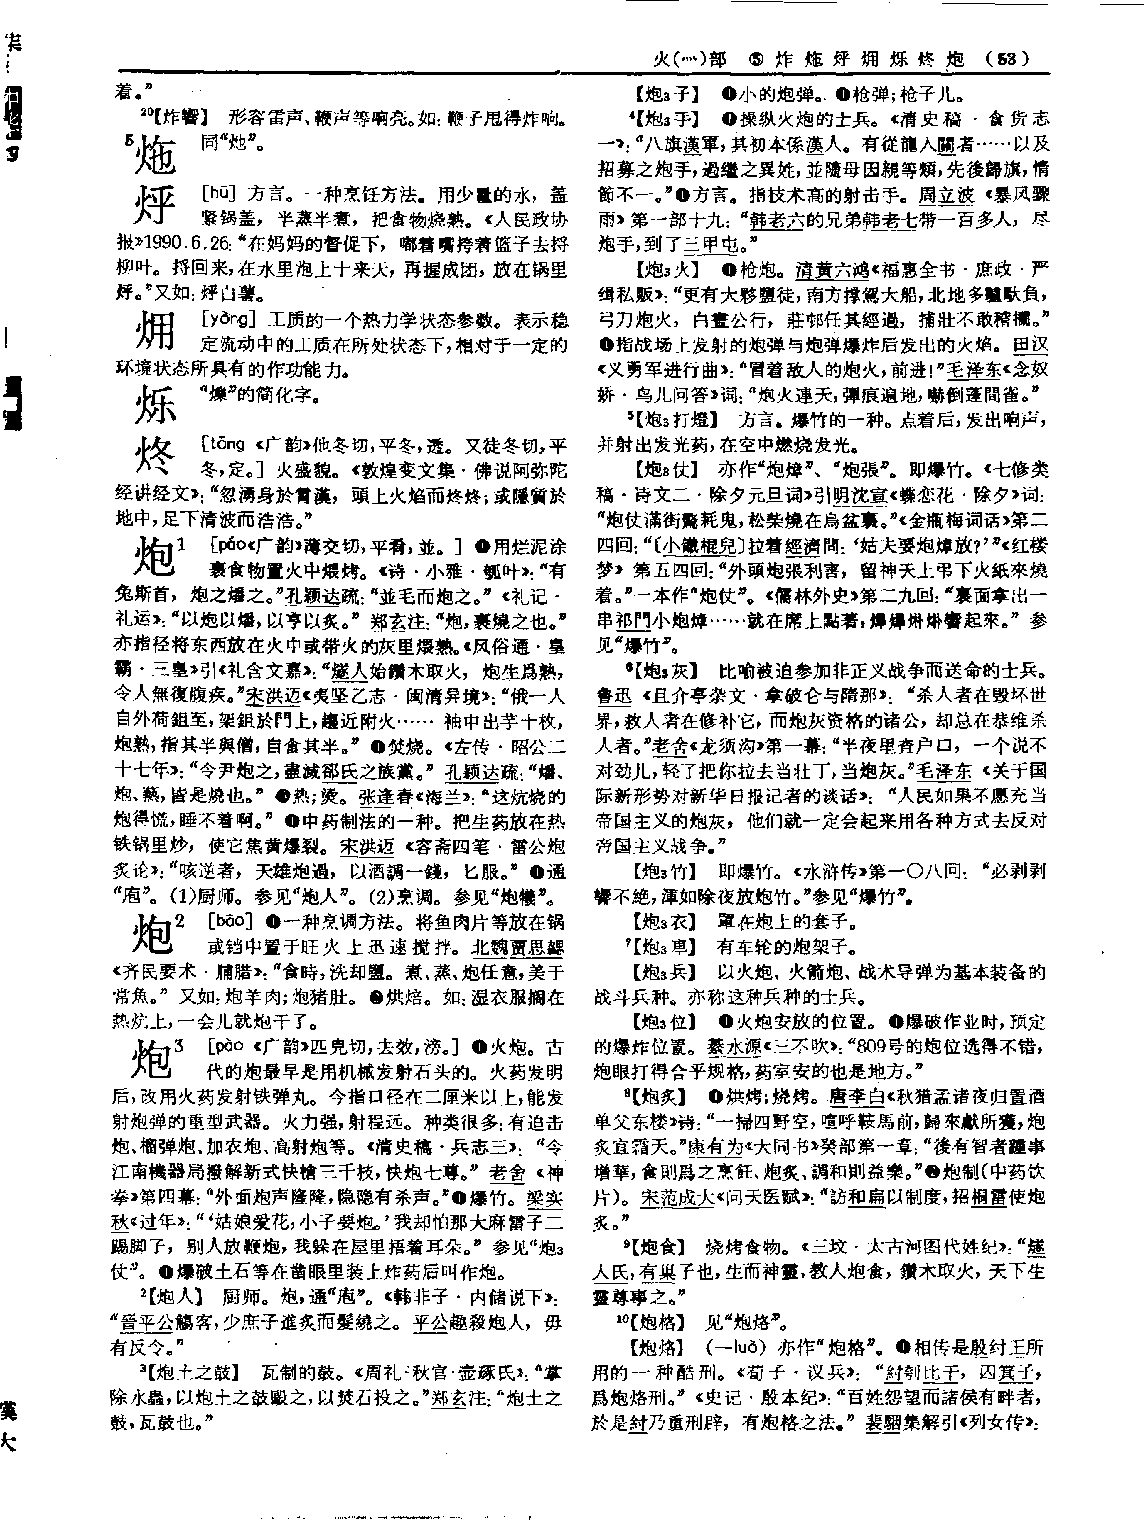 火(灬)部 ⑤ 炸 炧 烀 㶲 烁 炵 炮 (53)
着。”
¹⁰【炸響】 形容雷声、鞭声等响亮。如：鞭子甩得炸响。
⁵炧 同“灺”。
烀 [hū] 方言。一种烹饪方法。用少量的水，盖
紧锅盖，半蒸半煮，把食物烧熟。《人民政协
报》1990.6.26：“在妈妈的督促下，嘟着嘴挎着篮子去捋
柳叶。捋回来，在水里泡上十来天，再握成团，放在锅里
烀。”又如：烀白薯。
㶲 [yòng] 工质的一个热力学状态参数。表示稳
定流动中的工质在所处状态下，相对于一定的
环境状态所具有的作功能力。
烁 “爍”的简化字。
炵 [tōng 《广韵》他冬切，平冬，透。又徒冬切，平
冬，定。] 火盛貌。《敦煌变文集·佛说阿弥陀
经讲经文》：“忽湧身於霄漢，頭上火焰而炵炵；或隱質於
地中，足下清波而浩浩。”
炮¹ [páo《广韵》薄交切，平肴，並。] ❶用烂泥涂
裹食物置火中煨烤。《诗·小雅·瓠叶》：“有
兔斯首，炮之燔之。”孔颖达疏：“並毛而炮之。”《礼记·
礼运》：“以炮以燔，以亨以炙。”郑玄注：“炮，裹燒之也。”
亦指径将东西放在火中或带火的灰里煨熟。《风俗通·皇
霸·三皇》引《礼含文嘉》：“燧人始鑽木取火，炮生爲熟，
令人無復腹疾。”宋洪迈《夷坚乙志·闽清异境》：“俄一人
自外荷鉏至，架鉏於門上，趨近附火……袖中出芋十枚，
炮熟，指其半與僧，自食其半。” ❷焚烧。《左传·昭公二
十七年》：“令尹炮之，盡滅郤氏之族黨。”孔颖达疏：“燔、
炮、爇，皆是燒也。” ❸热；烫。张逢春《海兰》：“这炕烧的
炮得慌，睡不着啊。” ❹中药制法的一种。把生药放在热
铁锅里炒，使它焦黄爆裂。宋洪迈《容斋四笔·雷公炮
炙论》：“咳逆者，天雄炮過，以酒調一錢，匕服。” ❺通
“庖”。(1)厨师。参见“炮人”。(2)烹调。参见“炮犧”。
炮² [bāo] ❶一种烹调方法。将鱼肉片等放在锅
或铛中置于旺火上迅速搅拌。北魏贾思勰
《齐民要术·脯腊》：“食時，洗却鹽。煮、蒸、炮任意，美于
常魚。”又如：炮羊肉；炮猪肚。 ❷烘焙。如：湿衣服搁在
热炕上，一会儿就炮干了。
炮³ [pào 《广韵》匹皃切，去效，滂。] ❶火炮。古
代的炮最早是用机械发射石头的。火药发明
后，改用火药发射铁弹丸。今指口径在二厘米以上，能发
射炮弹的重型武器。火力强，射程远。种类很多：有迫击
炮、榴弹炮、加农炮、高射炮等。《清史稿·兵志三》：“令
江南機器局撥解新式快槍三千枝，快炮七尊。”老舍《神
拳》第四幕：“外面炮声隆隆，隐隐有杀声。”❷爆竹。梁实
秋《过年》：“‘姑娘爱花，小子要炮。’我却怕那大麻雷子二
踢脚子，别人放鞭炮，我躲在屋里捂着耳朵。”参见“炮₃
仗”。 ❸爆破土石等在凿眼里装上炸药后叫作炮。
²【炮人】 厨师。炮，通“庖”。《韩非子·内储说下》：
“晉平公觴客，少庶子進炙而髮繞之。平公趣殺炮人，毋
有反令。”
³【炮土之鼓】 瓦制的鼓。《周礼·秋官·壶涿氏》：“掌
除水蟲，以炮土之鼓敺之，以焚石投之。”郑玄注：“炮土之
鼓，瓦鼓也。”
【炮₃子】 ❶小的炮弹。 ❷枪弹；枪子儿。
⁴【炮₃手】 ❶操纵火炮的士兵。《清史稿·食货志
一》：“八旗漢軍，其初本係漢人。有從龍入關者……以及
招募之炮手，過繼之異姓，並隨母因親等類，先後歸旗，情
節不一。”❷方言。指技术高的射击手。周立波《暴风骤
雨》第一部十九：“韩老六的兄弟韩老七带一百多人，尽
炮手，到了三甲屯。”
【炮₃火】 ❶枪炮。清黄六鸿《福惠全书·庶政·严
缉私贩》：“更有大夥鹽徒，南方撐駕大船，北地多驢馱負，
弓刀炮火，白晝公行，莊邨任其經過，捕壯不敢稽攔。”
❷指战场上发射的炮弹与炮弹爆炸后发出的火焰。田汉
《义勇军进行曲》：“冒着敌人的炮火，前进！”毛泽东《念奴
娇·鸟儿问答》词：“炮火連天，彈痕遍地，嚇倒蓬間雀。”
⁵【炮₃打燈】 方言。爆竹的一种。点着后，发出响声，
并射出发光药，在空中燃烧发光。
【炮₃仗】 亦作“炮㷰”、“炮張”。即爆竹。《七修类
稿·诗文二·除夕元旦词》引明沈宣《蝶恋花·除夕》词：
“炮仗滿街驚耗鬼，松柴燒在烏盆裏。”《金瓶梅词话》第二
四回：“〔小鐵棍兒〕拉着經濟問：‘姑夫要炮㷰放？’”《红楼
梦》第五四回：“外頭炮張利害，留神天上弔下火紙來燒
着。”一本作“炮仗”。《儒林外史》第二九回：“裏面拿出一
串祁門小炮㷰……就在席上點著，㷸㷸烞烞響起來。”参
见“爆竹”。
⁶【炮₃灰】 比喻被迫参加非正义战争而送命的士兵。
鲁迅《且介亭杂文·拿破仑与隋那》：“杀人者在毁坏世
界，救人者在修补它，而炮灰资格的诸公，却总在恭维杀
人者。”老舍《龙须沟》第一幕：“半夜里查户口，一个说不
对劲儿，轻了把你拉去当壮丁，当炮灰。”毛泽东《关于国
际新形势对新华日报记者的谈话》：“人民如果不愿充当
帝国主义的炮灰，他们就一定会起来用各种方式去反对
帝国主义战争。”
【炮₃竹】 即爆竹。《水浒传》第一〇八回：“必剥剥
響不絶，渾如除夜放炮竹。”参见“爆竹”。
【炮₃衣】 罩在炮上的套子。
⁷【炮₃車】 有车轮的炮架子。
【炮₃兵】 以火炮、火箭炮、战术导弹为基本装备的
战斗兵种。亦称这种兵种的士兵。
【炮₃位】 ❶火炮安放的位置。 ❷爆破作业时，预定
的爆炸位置。綦水源《三不吹》：“809号的炮位选得不错，
炮眼打得合乎规格，药室安的也是地方。”
⁸【炮炙】 ❶烘烤；烧烤。唐李白《秋猎孟诸夜归置酒
单父东楼》诗：“一掃四野空，喧呼鞍馬前，歸來獻所獲，炮
炙宜霜天。”康有为《大同书》癸部第一章：“後有智者踵事
增華，食則爲之烹飪、炮炙、調和則益樂。”❷炮制(中药饮
片)。宋范成大《问天医赋》：“訪和扁以制度，招桐雷使炮
炙。”
⁹【炮食】 烧烤食物。《三坟·太古河图代姓纪》：“燧
人氏，有巢子也，生而神靈，教人炮食，鑽木取火，天下生
靈尊事之。”
¹⁰【炮格】 见“炮烙”。
【炮烙】 (—luò) 亦作“炮格”。 ❶相传是殷纣王所
用的一种酷刑。《荀子·议兵》：“紂刳比干，囚箕子，
爲炮烙刑。”《史记·殷本纪》：“百姓怨望而諸侯有畔者，
於是紂乃重刑辟，有炮格之法。”裴駰集解引《列女传》：